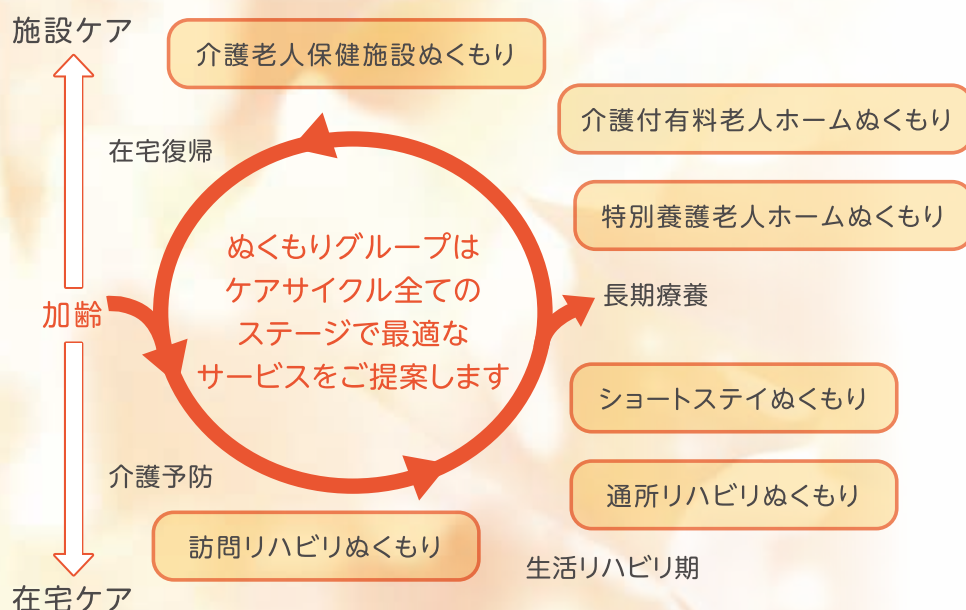 施設ケア
介護老人保健施設ぬくもり
介護付有料老人ホームぬくもり
在宅復帰
特別養護老人ホームぬくもり
ぬくもりグループは
ケアサイクル全ての
ステージで最適な
サービスをご提案します
加齢
長期療養
ショートステイぬくもり
介護予防
通所リハビリぬくもり
訪問リハビリぬくもり
生活リハビリ期
在宅ケア